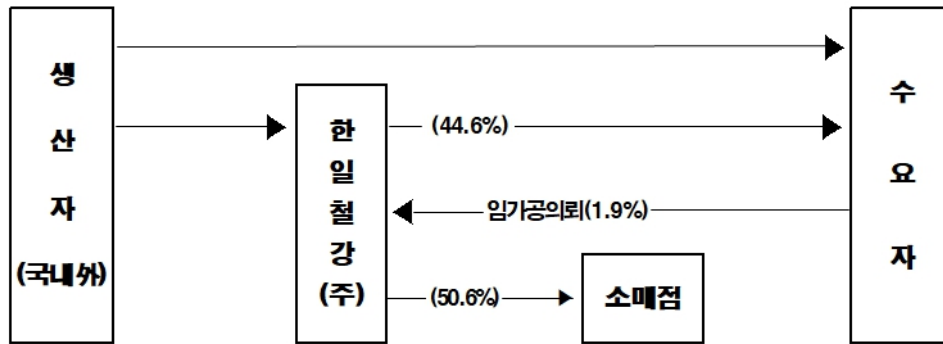 생산자
(국내外)
한일철강
(주)
(44.6%)
임가공의뢰(1.9%)
(50.6%)
소매점
수요자